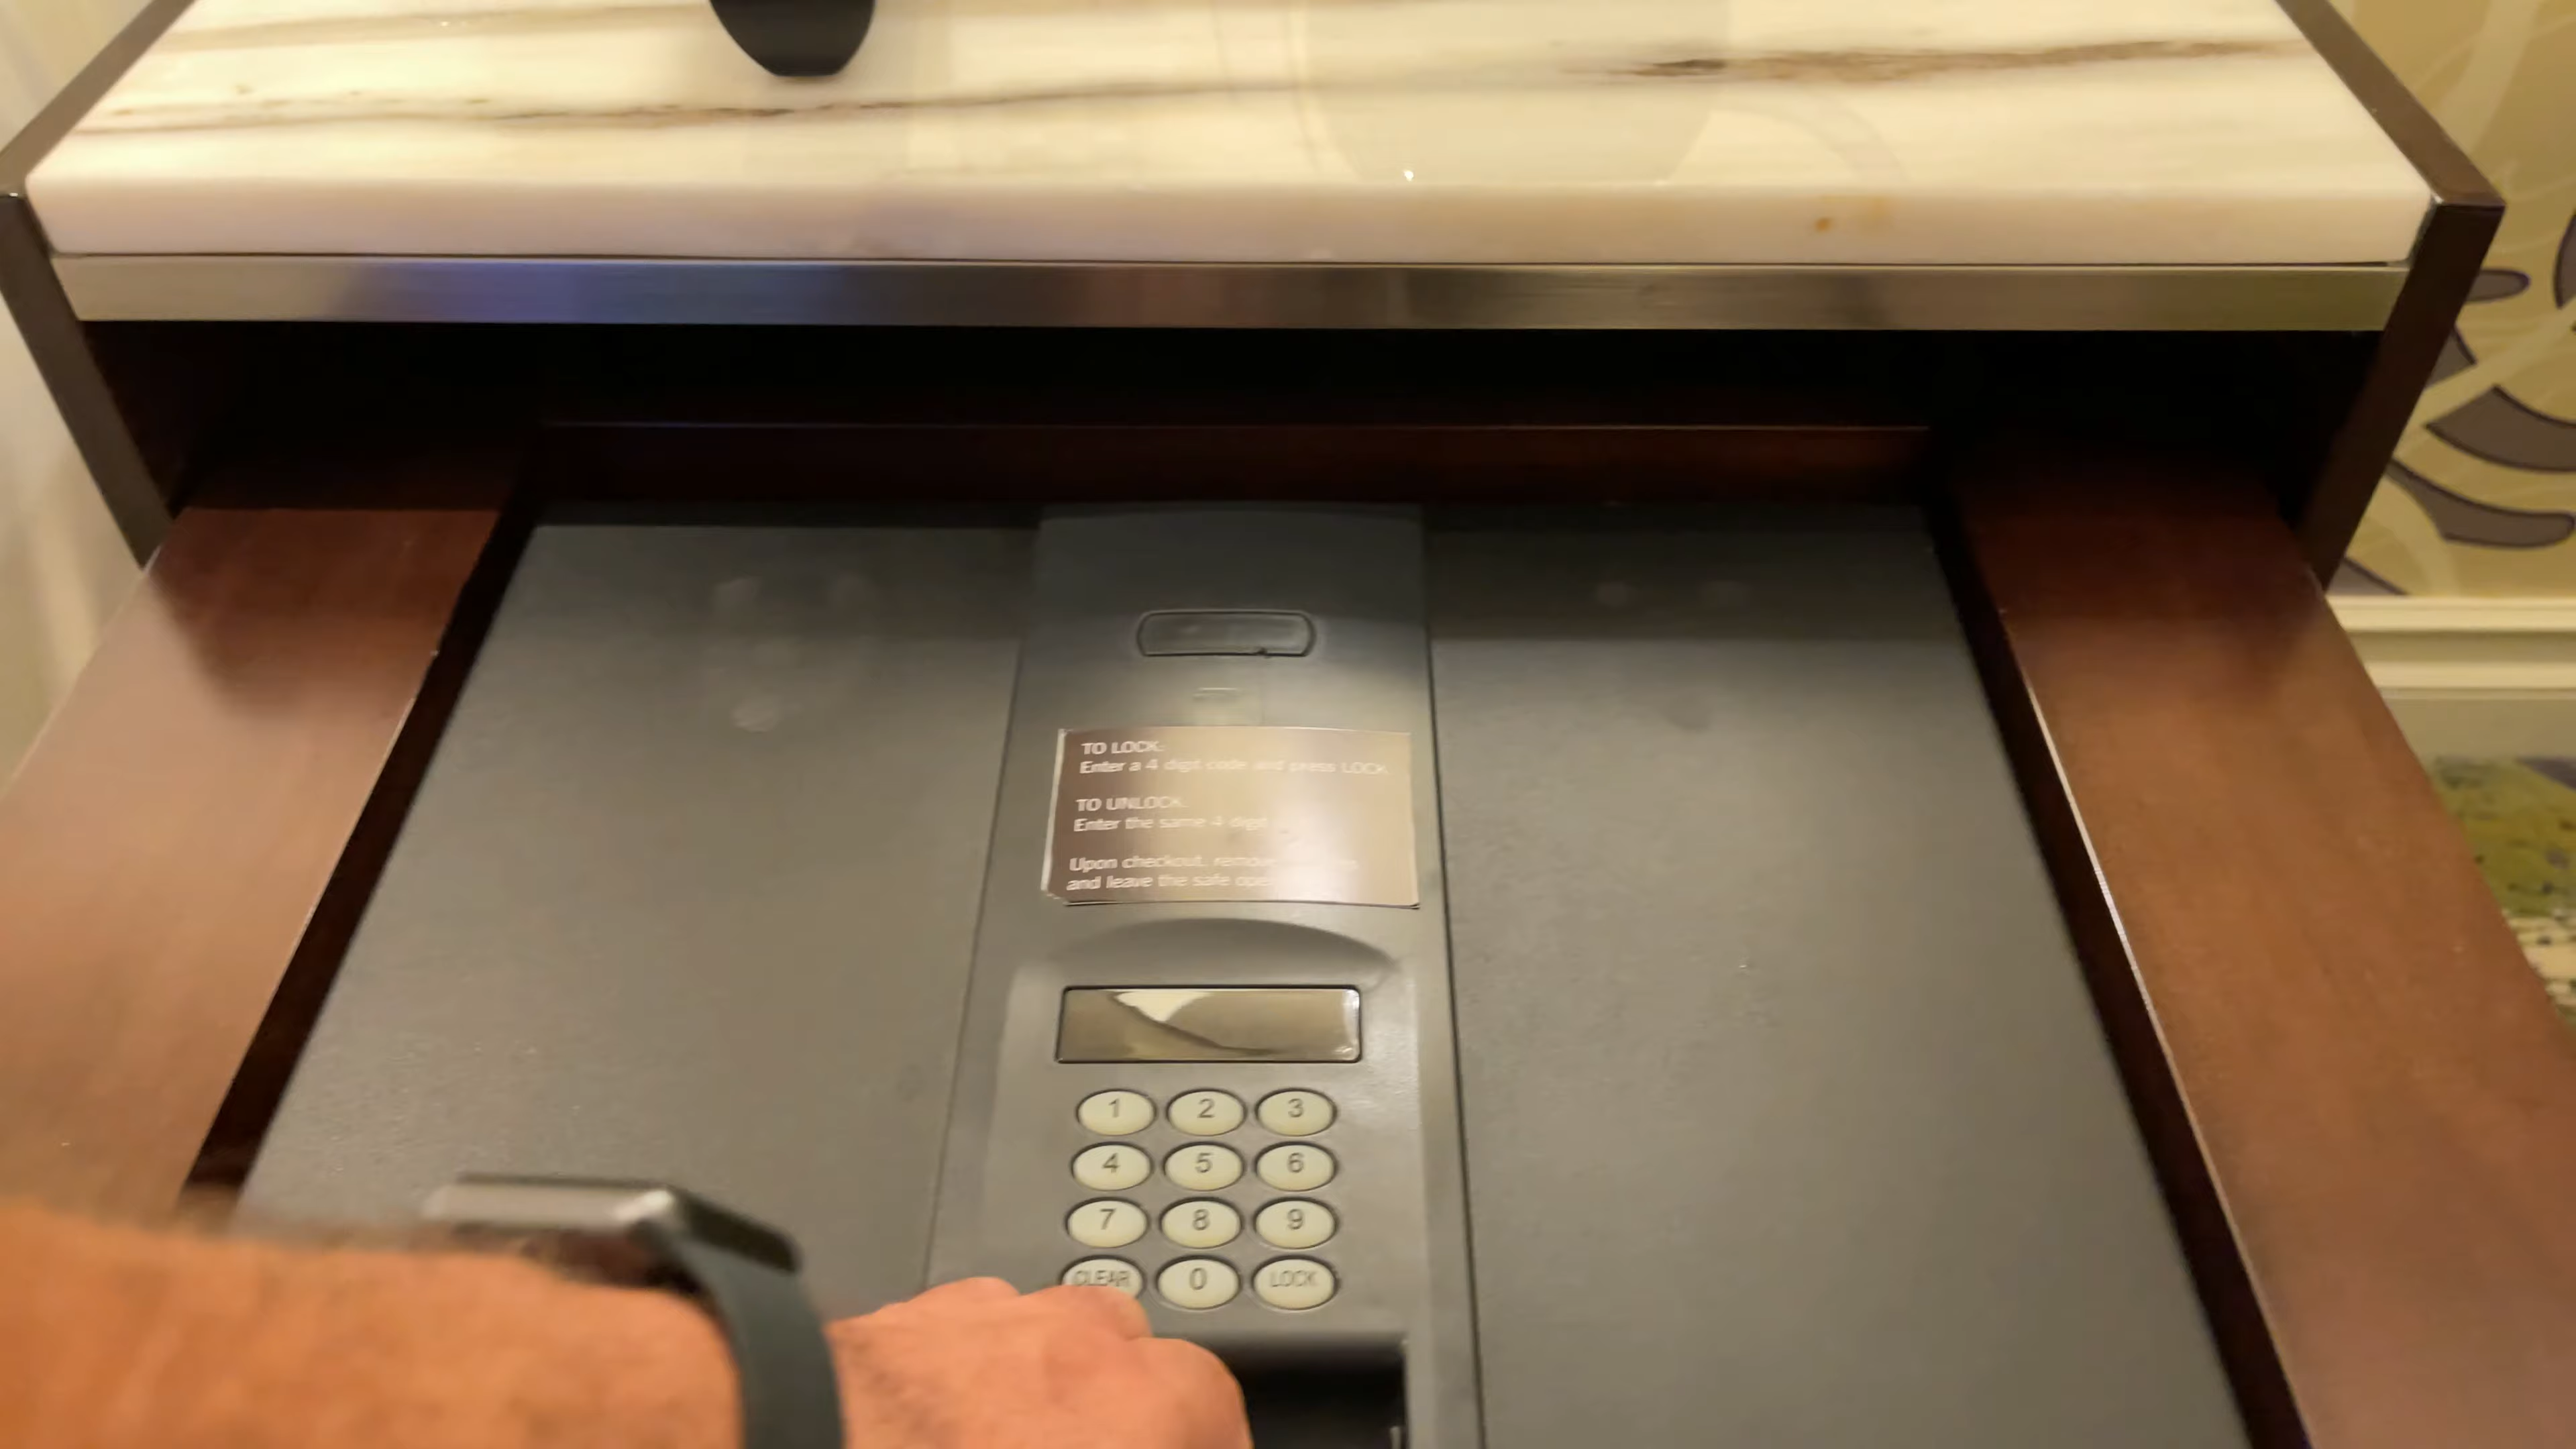 TO LOCK:
Enter a 4 digit code and press LOCK
TO UNLOCK:
Enter the same 4 digit
Upon checkout, remove
and leave the safe open
1 2 3
4 5 6
7 8 9
CLEAR 0 LOCK